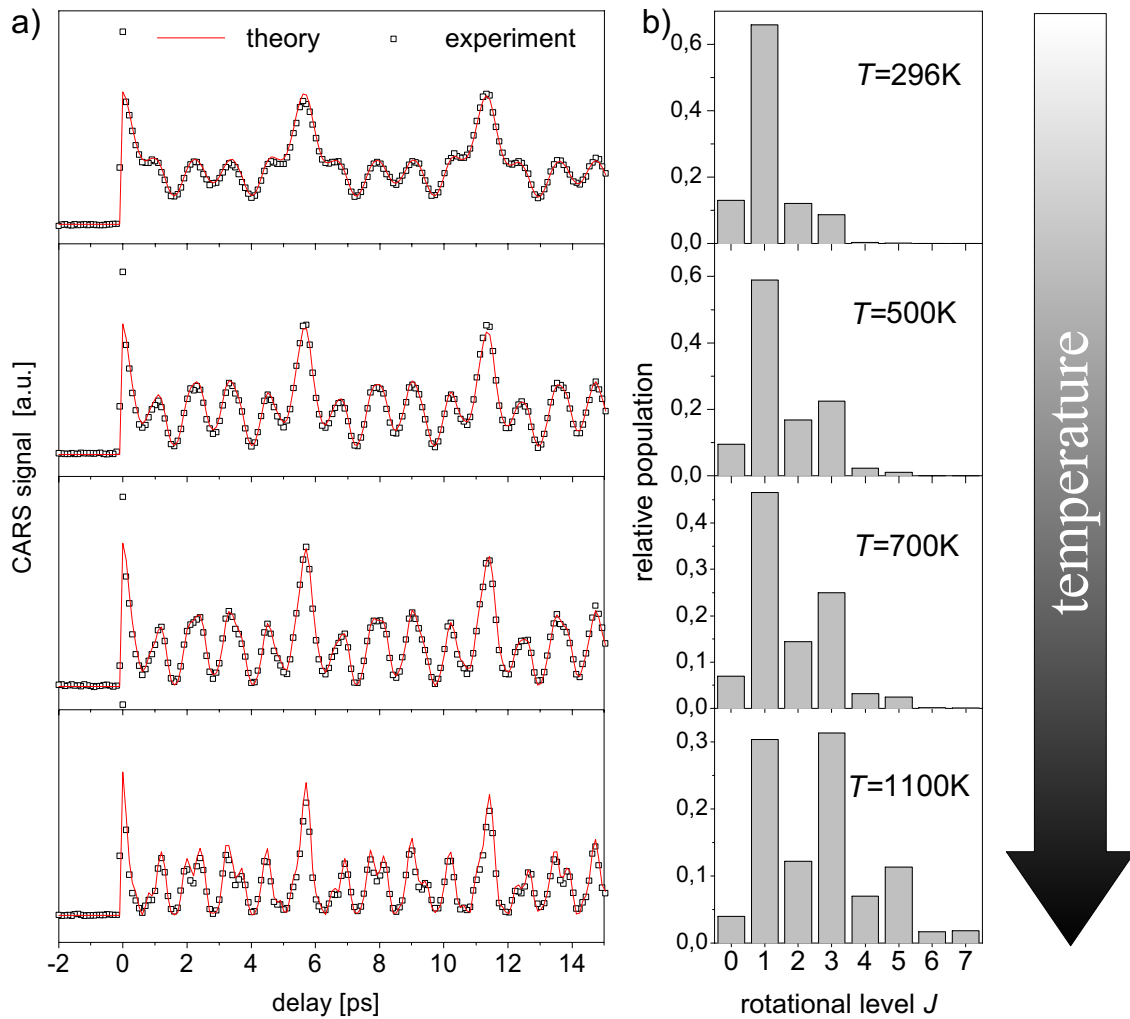 a)
theory
experiment
CARS signal [a.u.]
-2 0 2 4 6 8 10 12 14
delay [ps]
b)
relative population
0,6
0,4
0,2
0,0
T=296K
0,6
0,4
0,2
0,0
T=500K
0,4
0,3
0,2
0,1
0,0
T=700K
0,3
0,2
0,1
0,0
T=1100K
0 1 2 3 4 5 6 7
rotational level J
temperature